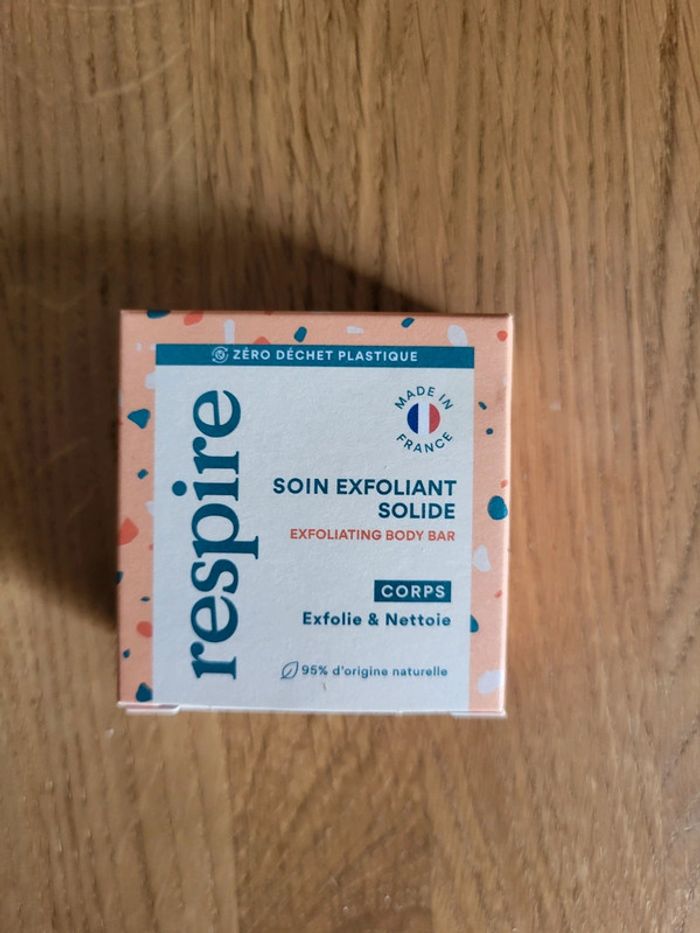 ZÉRO DÉCHET PLASTIQUE
respire
MADE IN
FRANCE
SOIN EXFOLIANT
SOLIDE
EXFOLIATING BODY BAR
CORPS
Exfolie & Nettoie
95% d'origine naturelle